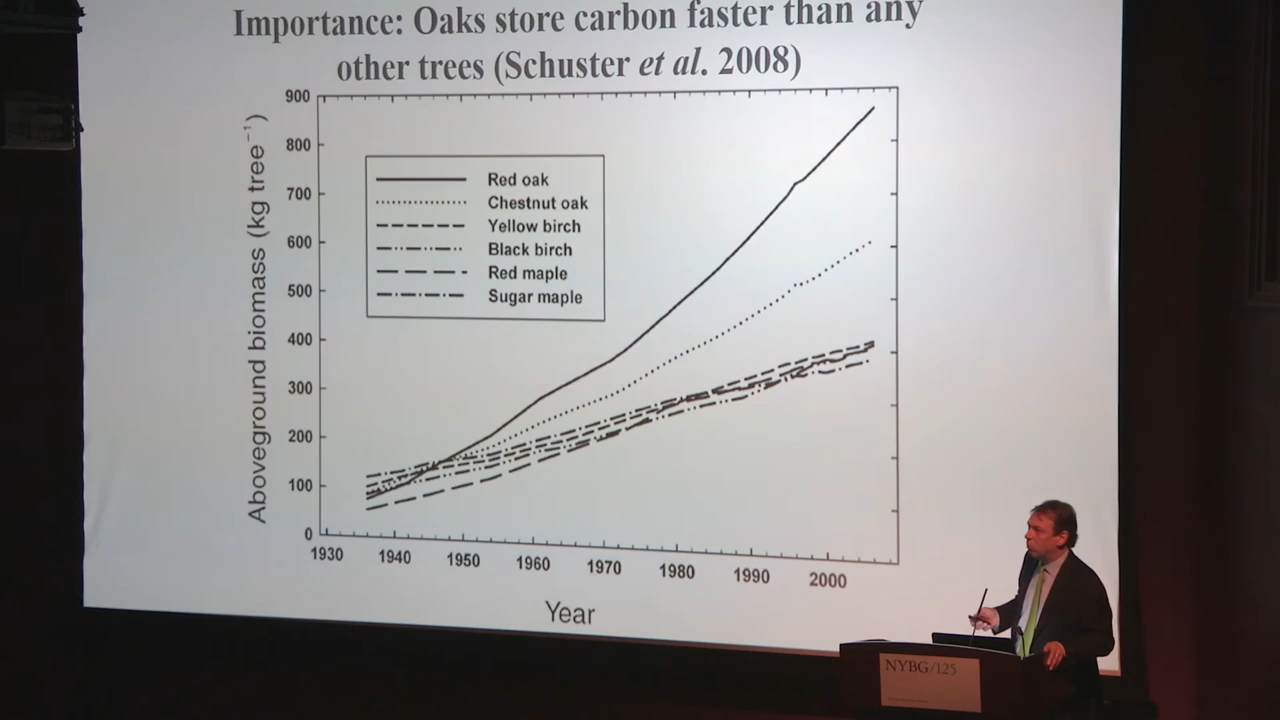 Importance: Oaks store carbon faster than any
other trees (Schuster et al. 2008)
Aboveground biomass (kg tree⁻¹)
900
800
700
600
500
400
300
200
100
0
Red oak
Chestnut oak
Yellow birch
Black birch
Red maple
Sugar maple
1930 1940 1950 1960 1970 1980 1990 2000
Year
NYBG/125